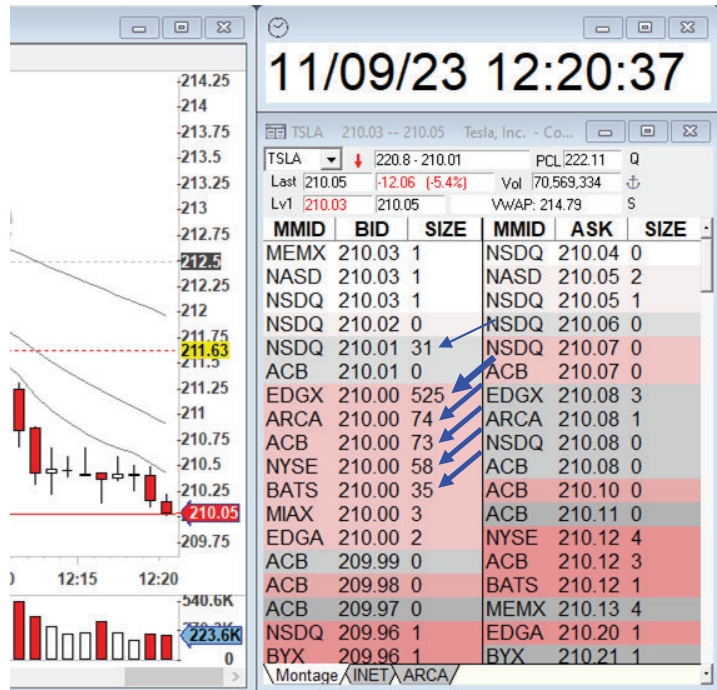 214.25
214
213.75
213.5
213.25
213
212.75
212.5
212.25
212
211.75
211.63
211.5
211.25
211
210.75
210.5
210.25
210.05
209.75
12:15 12:20
540.6K
223.6K
0
11/09/23 12:20:37
TSLA 210.03 -- 210.05 Tesla, Inc. - Co...
TSLA 220.8 - 210.01 PCL 222.11 Q
Last 210.05 -12.06 (-5.4%) Vol 70,569,334
Lv1 210.03 210.05 VWAP: 214.79 S
MMID BID SIZE MMID ASK SIZE
MEMX 210.03 1 NSDQ 210.04 0
NASD 210.03 1 NASD 210.05 2
NSDQ 210.03 1 NSDQ 210.05 1
NSDQ 210.02 0 NSDQ 210.06 0
NSDQ 210.01 31 NSDQ 210.07 0
ACB 210.01 0 ACB 210.07 0
EDGX 210.00 525 EDGX 210.08 3
ARCA 210.00 74 ARCA 210.08 1
ACB 210.00 73 NSDQ 210.08 0
NYSE 210.00 58 ACB 210.08 0
BATS 210.00 35 ACB 210.10 0
MIAX 210.00 3 ACB 210.11 0
EDGA 210.00 2 NYSE 210.12 4
ACB 209.99 0 ACB 210.12 3
ACB 209.98 0 BATS 210.12 1
ACB 209.97 0 MEMX 210.13 4
NSDQ 209.96 1 EDGA 210.20 1
BYX 209.96 1 BYX 210.21 1
Montage INET ARCA